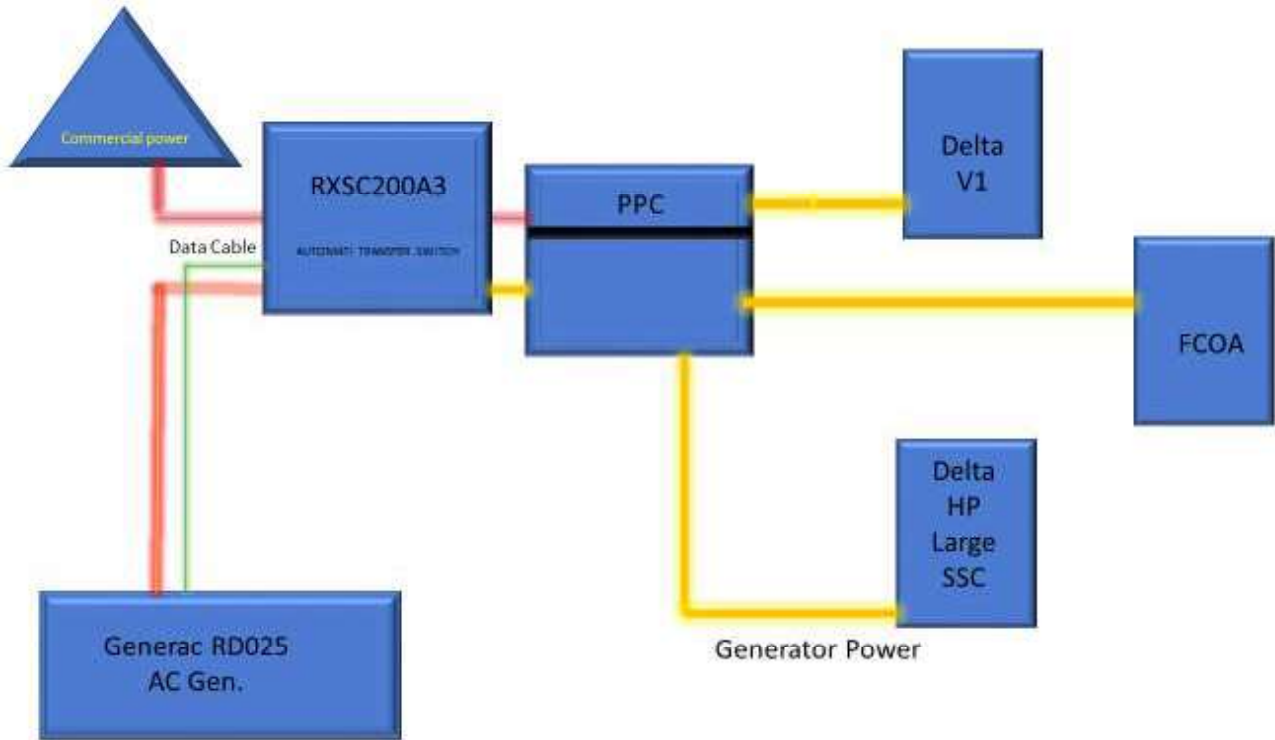 Commercial power
RXSC200A3
AUTOMATI TRANSFER SWITCH
Data Cable
PPC
Delta
V1
FCOA
Delta
HP
Large
SSC
Generator Power
Generac RD025
AC Gen.